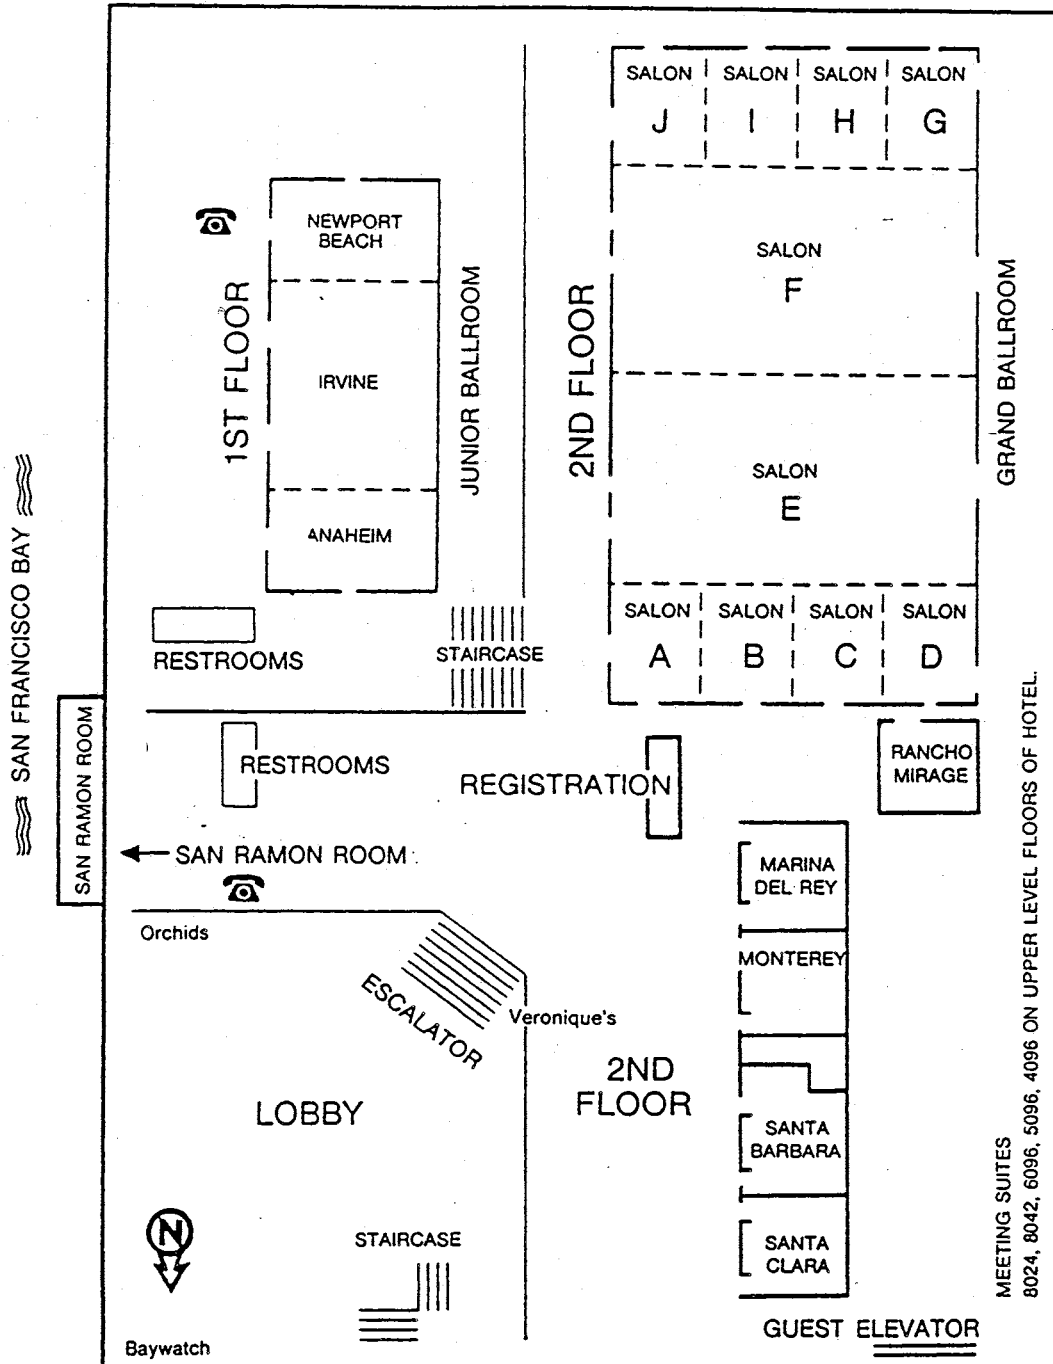 SALON
J
SALON
I
SALON
H
SALON
G
SALON
F
SALON
E
SALON
A
SALON
B
SALON
C
SALON
D
GRAND BALLROOM
2ND FLOOR
NEWPORT
BEACH
IRVINE
ANAHEIM
1ST FLOOR
JUNIOR BALLROOM
RESTROOMS
STAIRCASE
SAN FRANCISCO BAY
SAN RAMON ROOM
RESTROOMS
REGISTRATION
RANCHO
MIRAGE
SAN RAMON ROOM
MARINA
DEL REY
MONTEREY
Orchids
ESCALATOR
Veronique's
2ND
FLOOR
LOBBY
SANTA
BARBARA
SANTA
CLARA
N
STAIRCASE
Baywatch
GUEST ELEVATOR
MEETING SUITES
8024, 8042, 6096, 5096, 4096 ON UPPER LEVEL FLOORS OF HOTEL.